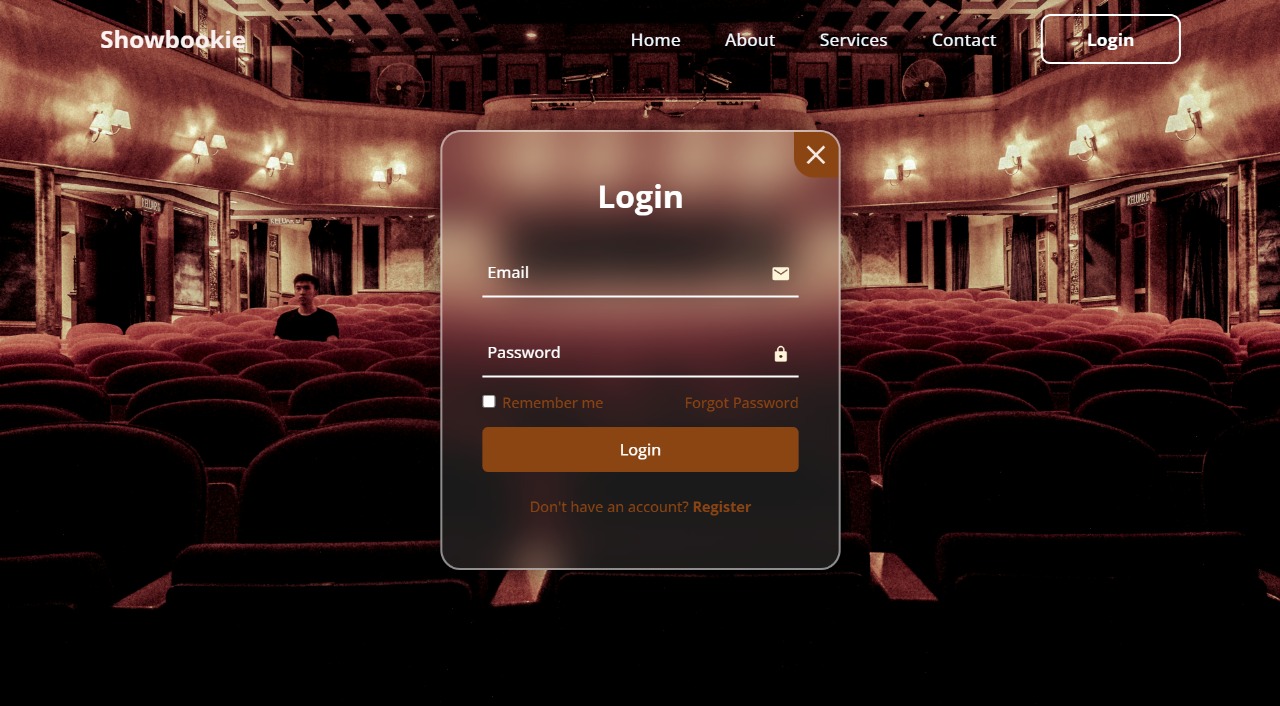 Showbookie Home About Services Contact Login
Login
Email
Password
Remember me Forgot Password
Login
Don't have an account? Register